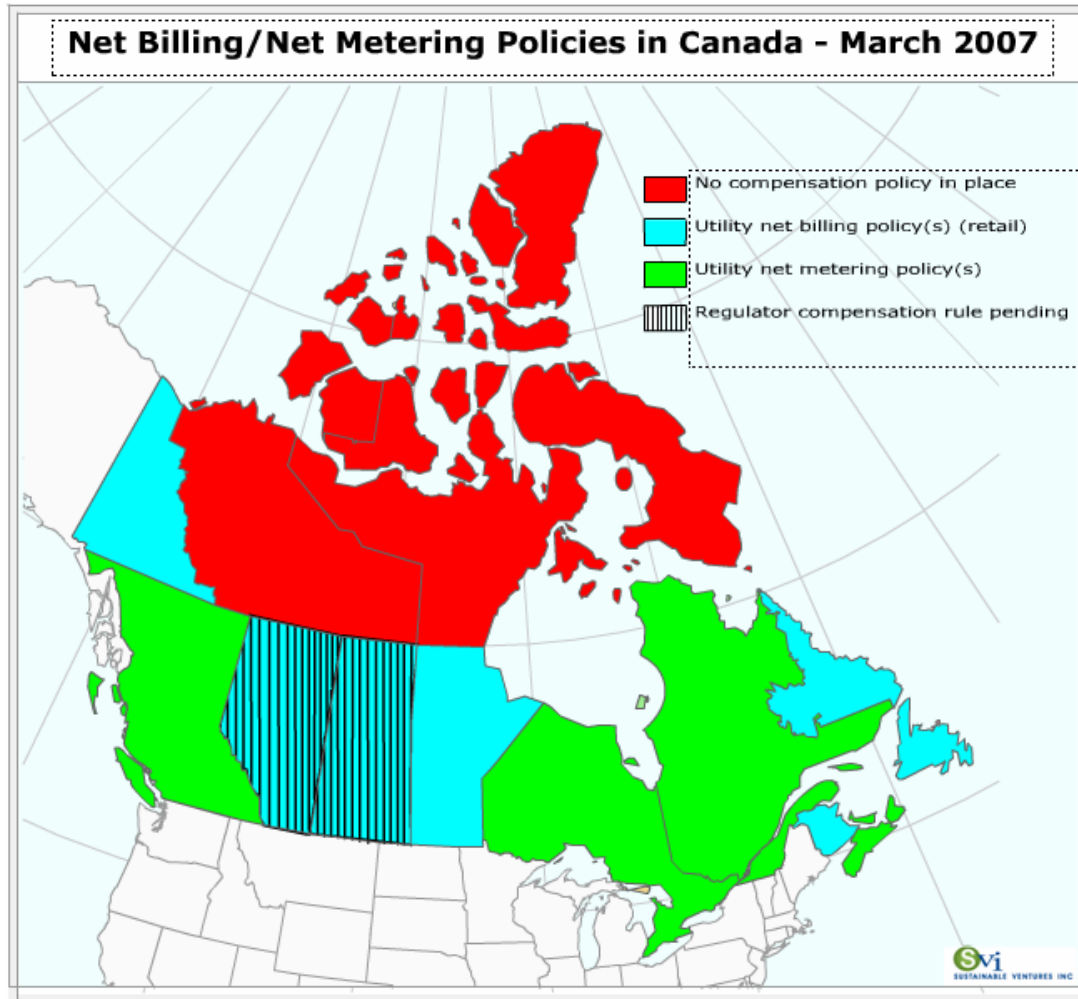 Net Billing/Net Metering Policies in Canada - March 2007
No compensation policy in place
Utility net billing policy(s) (retail)
Utility net metering policy(s)
Regulator compensation rule pending
Svi
SUSTAINABLE VENTURES INC